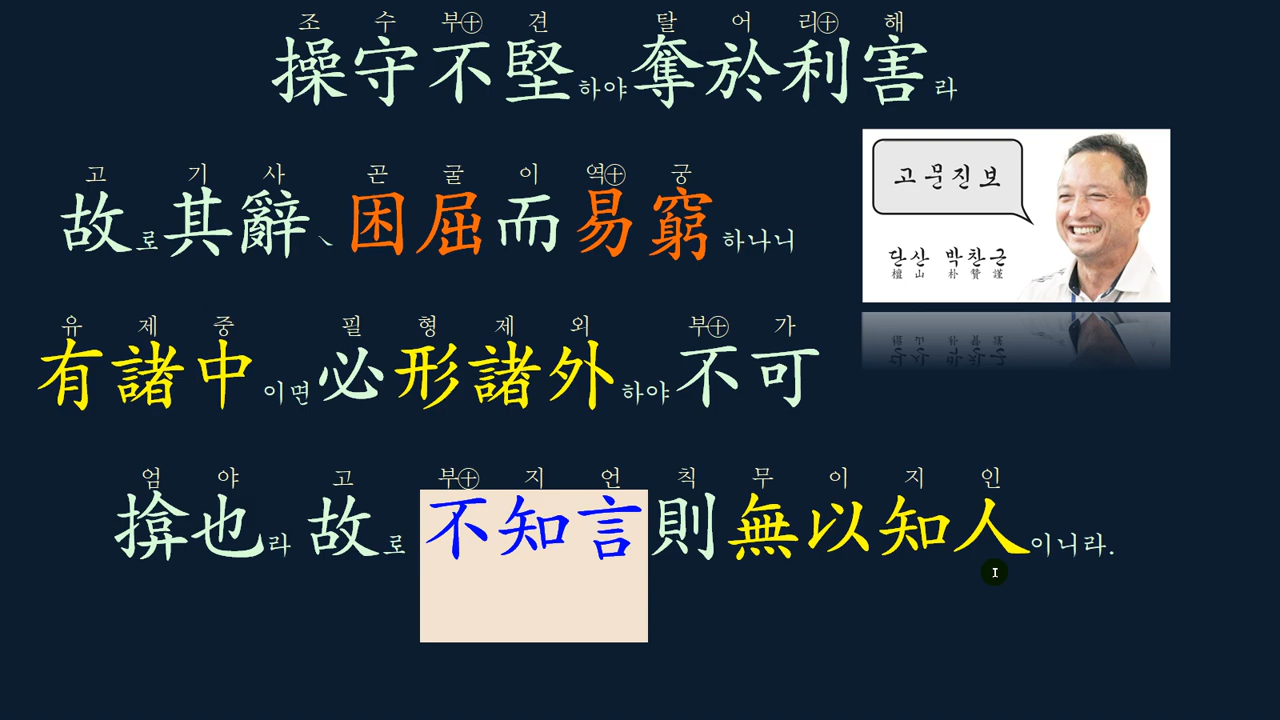 조 수 부㊉ 견 탈 어 리㊉ 해
操守不堅하야 奪於利害라
고 기 사 곤 굴 이 역㊉ 궁
故로 其辭、困屈而易窮하나니
고문진보
단산 박찬근
檀山 朴贊謹
유 제 중 필 형 제 외 부㊉ 가
有諸中이면 必形諸外하야 不可
엄 야 고 부㊉ 지 언 칙 무 이 지 인
揜也라 故로 不知言則無以知人이니라.